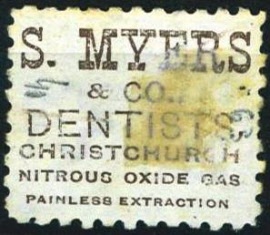 S. MYERS
& CO.,
DENTISTS
CHRISTCHURCH
NITROUS OXIDE GAS
PAINLESS EXTRACTION